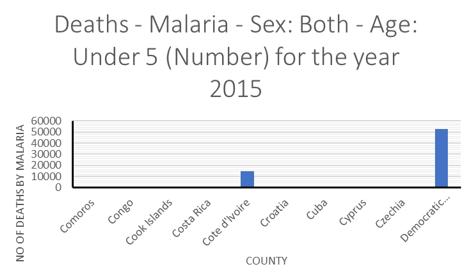 Deaths - Malaria - Sex: Both - Age:
Under 5 (Number) for the year
2015
NO OF DEATHS BY MALARIA
60000
50000
40000
30000
20000
10000
0
Comoros
Congo
Cook Islands
Costa Rica
Cote d'Ivoire
Croatia
Cuba
Cyprus
Czechia
Democratic...
COUNTY